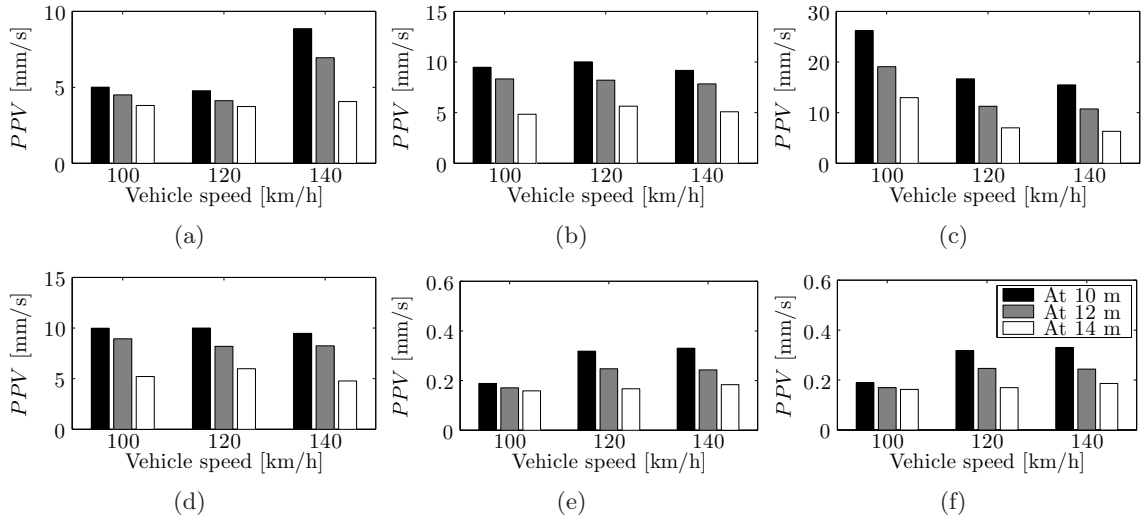 10
5
0
PPV [mm/s]
100 120 140
Vehicle speed [km/h]
(a)
15
10
5
0
PPV [mm/s]
100 120 140
Vehicle speed [km/h]
(b)
30
20
10
0
PPV [mm/s]
100 120 140
Vehicle speed [km/h]
(c)
15
10
5
0
PPV [mm/s]
100 120 140
Vehicle speed [km/h]
(d)
0.6
0.4
0.2
0
PPV [mm/s]
100 120 140
Vehicle speed [km/h]
(e)
0.6
0.4
0.2
0
PPV [mm/s]
At 10 m
At 12 m
At 14 m
100 120 140
Vehicle speed [km/h]
(f)